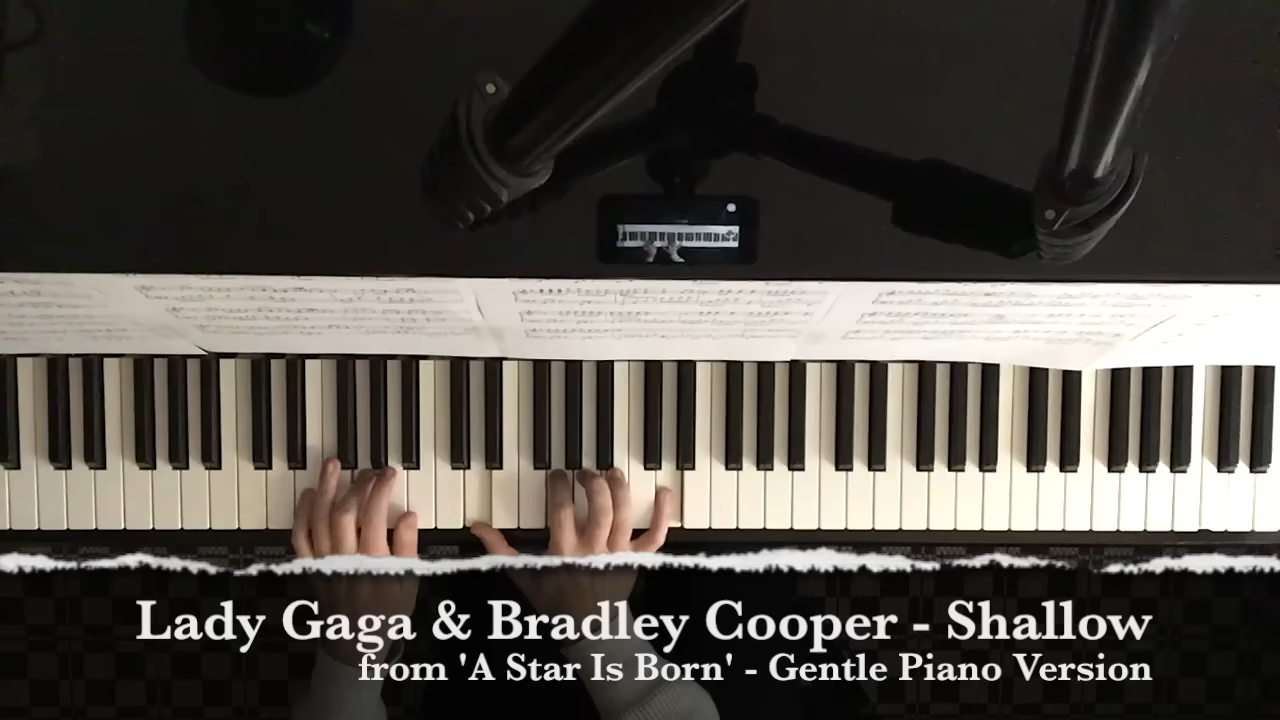 Lady Gaga & Bradley Cooper - Shallow
from 'A Star Is Born' - Gentle Piano Version